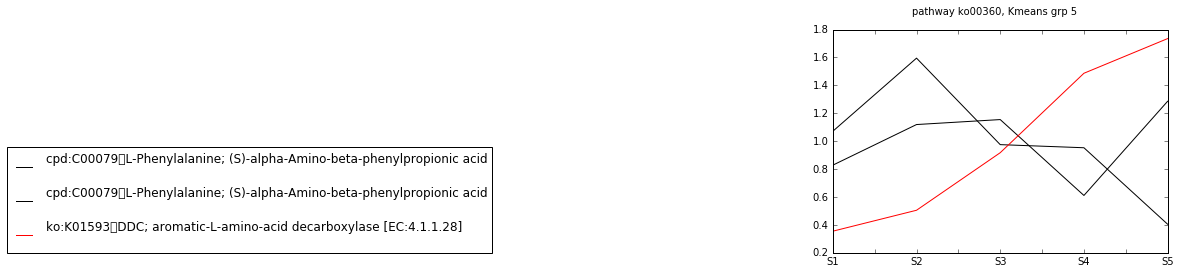 pathway ko00360, Kmeans grp 5
1.8
1.6
1.4
1.2
1.0
0.8
0.6
0.4
0.2
S1 S2 S3 S4 S5
cpd:C00079▯L-Phenylalanine; (S)-alpha-Amino-beta-phenylpropionic acid
cpd:C00079▯L-Phenylalanine; (S)-alpha-Amino-beta-phenylpropionic acid
ko:K01593▯DDC; aromatic-L-amino-acid decarboxylase [EC:4.1.1.28]